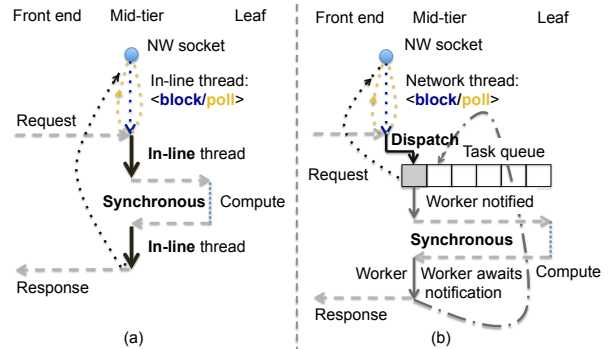 Front end Mid-tier Leaf
NW socket
In-line thread:
<block/poll>
Request
In-line thread
Synchronous Compute
In-line thread
Response
(a)
Front end Mid-tier Leaf
NW socket
Network thread:
<block/poll>
Dispatch
Task queue
Request
Worker notified
Synchronous
Compute
Worker
Worker awaits
notification
Response
(b)